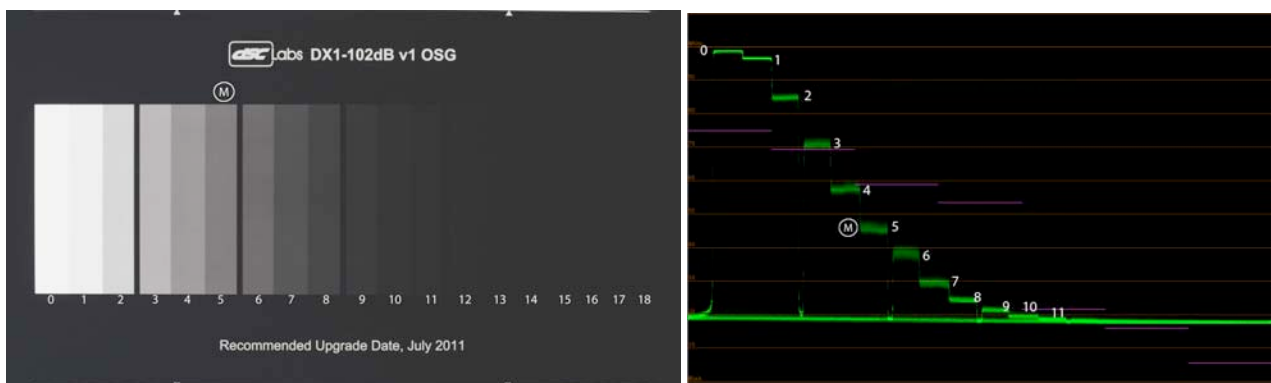 dSC Labs DX1-102dB v1 OSG
M
0 1 2 3 4 5 6 7 8 9 10 11 12 13 14 15 16 17 18
Recommended Upgrade Date, July 2011
0
1
2
3
4
M 5
6
7
8
9 10 11